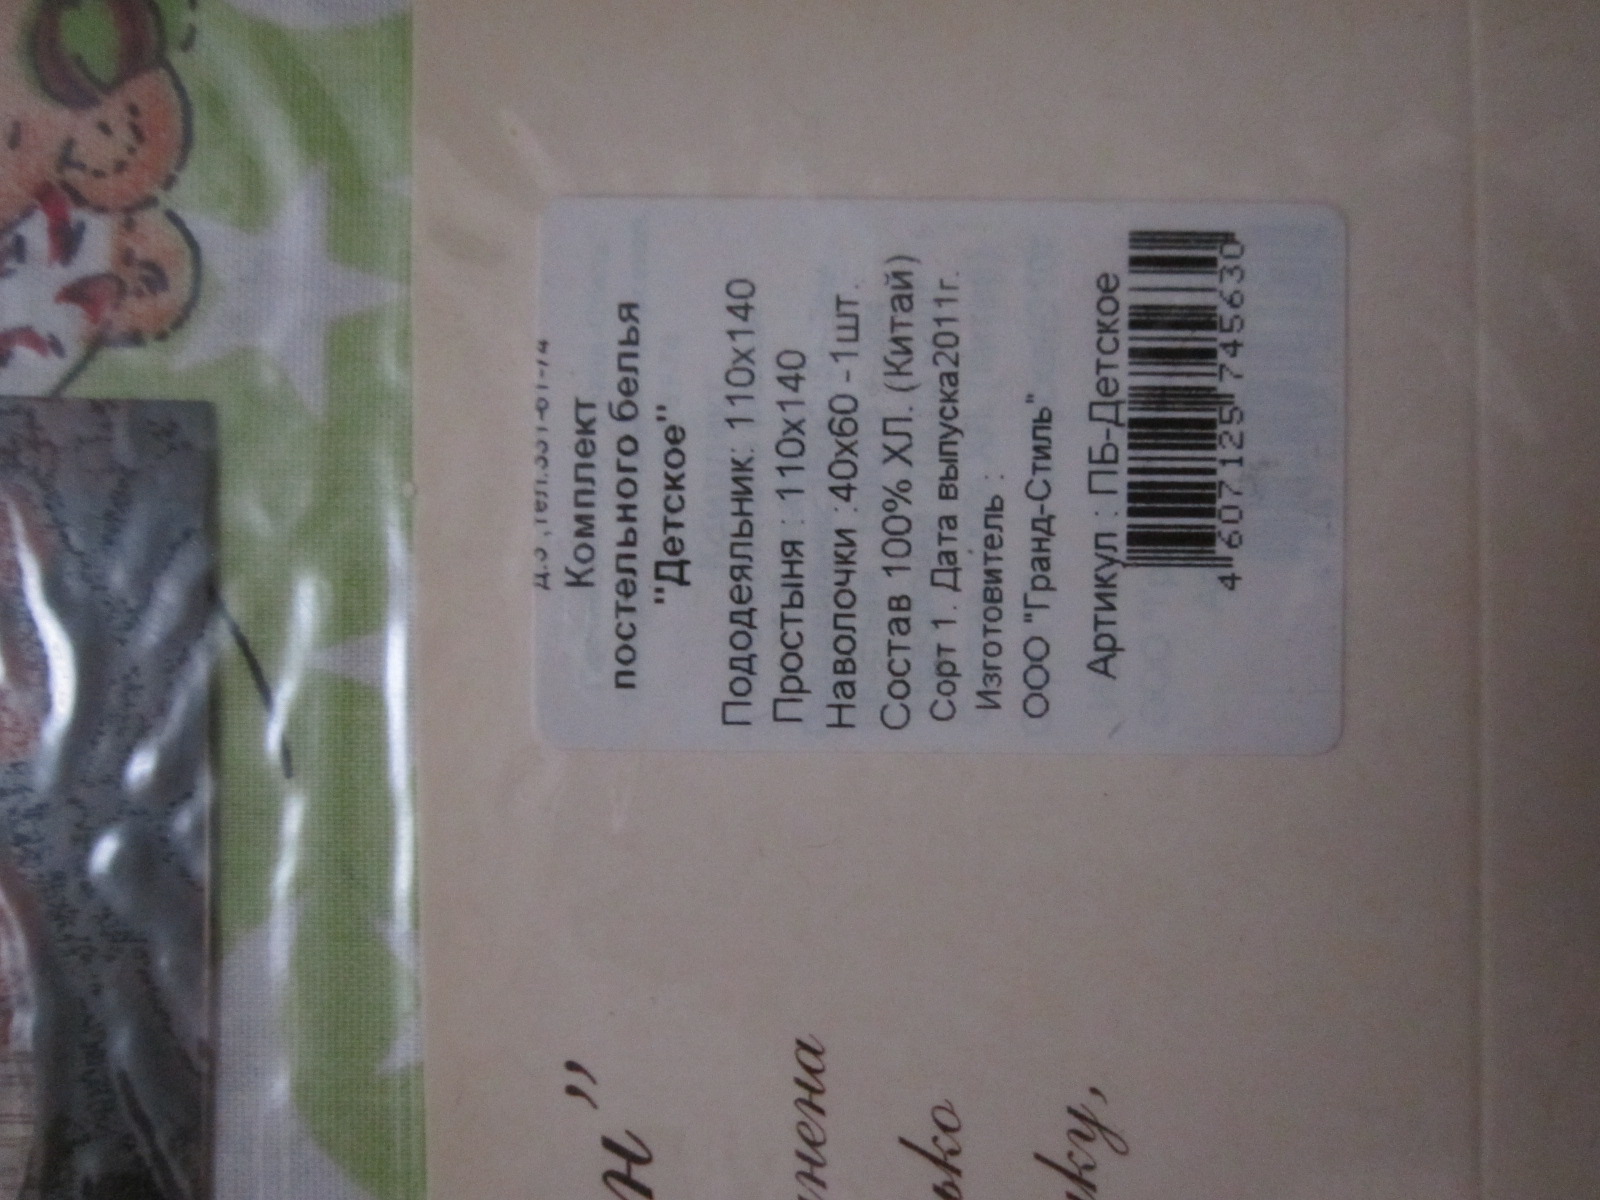 Комплект
постельного белья
"Детское"
Пододеяльник: 110х140
Простыня : 110х140
Наволочки :40х60 -1шт.
Состав 100% ХЛ. (Китай)
Сорт 1. Дата выпуска2011г.
Изготовитель :
ООО "Гранд-Стиль"
Артикул : ПБ-Детское
4 607125 745630